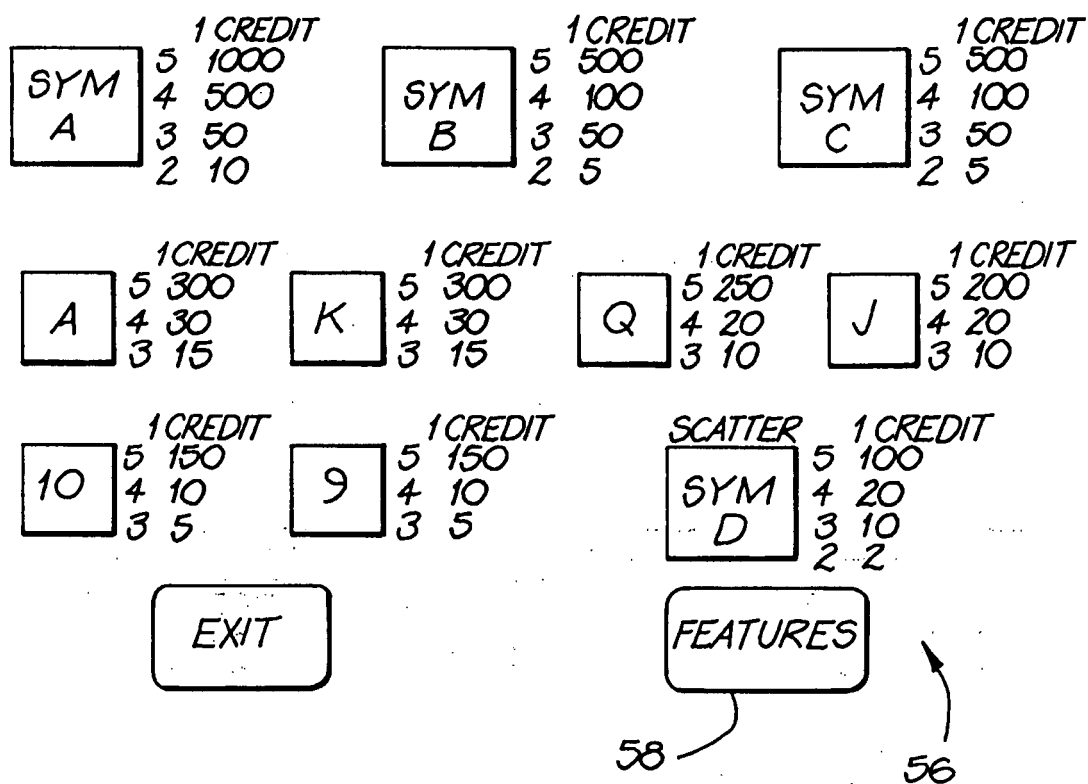 1 CREDIT 1 CREDIT 1 CREDIT
SYM A 5 1000 SYM B 5 500 SYM C 5 500
4 500 4 100 4 100
3 50 3 50 3 50
2 10 2 5 2 5
1 CREDIT 1 CREDIT 1 CREDIT 1 CREDIT
A 5 300 K 5 300 Q 5 250 J 5 200
4 30 4 30 4 20 4 20
3 15 3 15 3 10 3 10
1 CREDIT 1 CREDIT SCATTER 1 CREDIT
10 5 150 9 5 150 SYM D 5 100
4 10 4 10 4 20
3 5 3 5 3 10
2 2
EXIT FEATURES
58 56